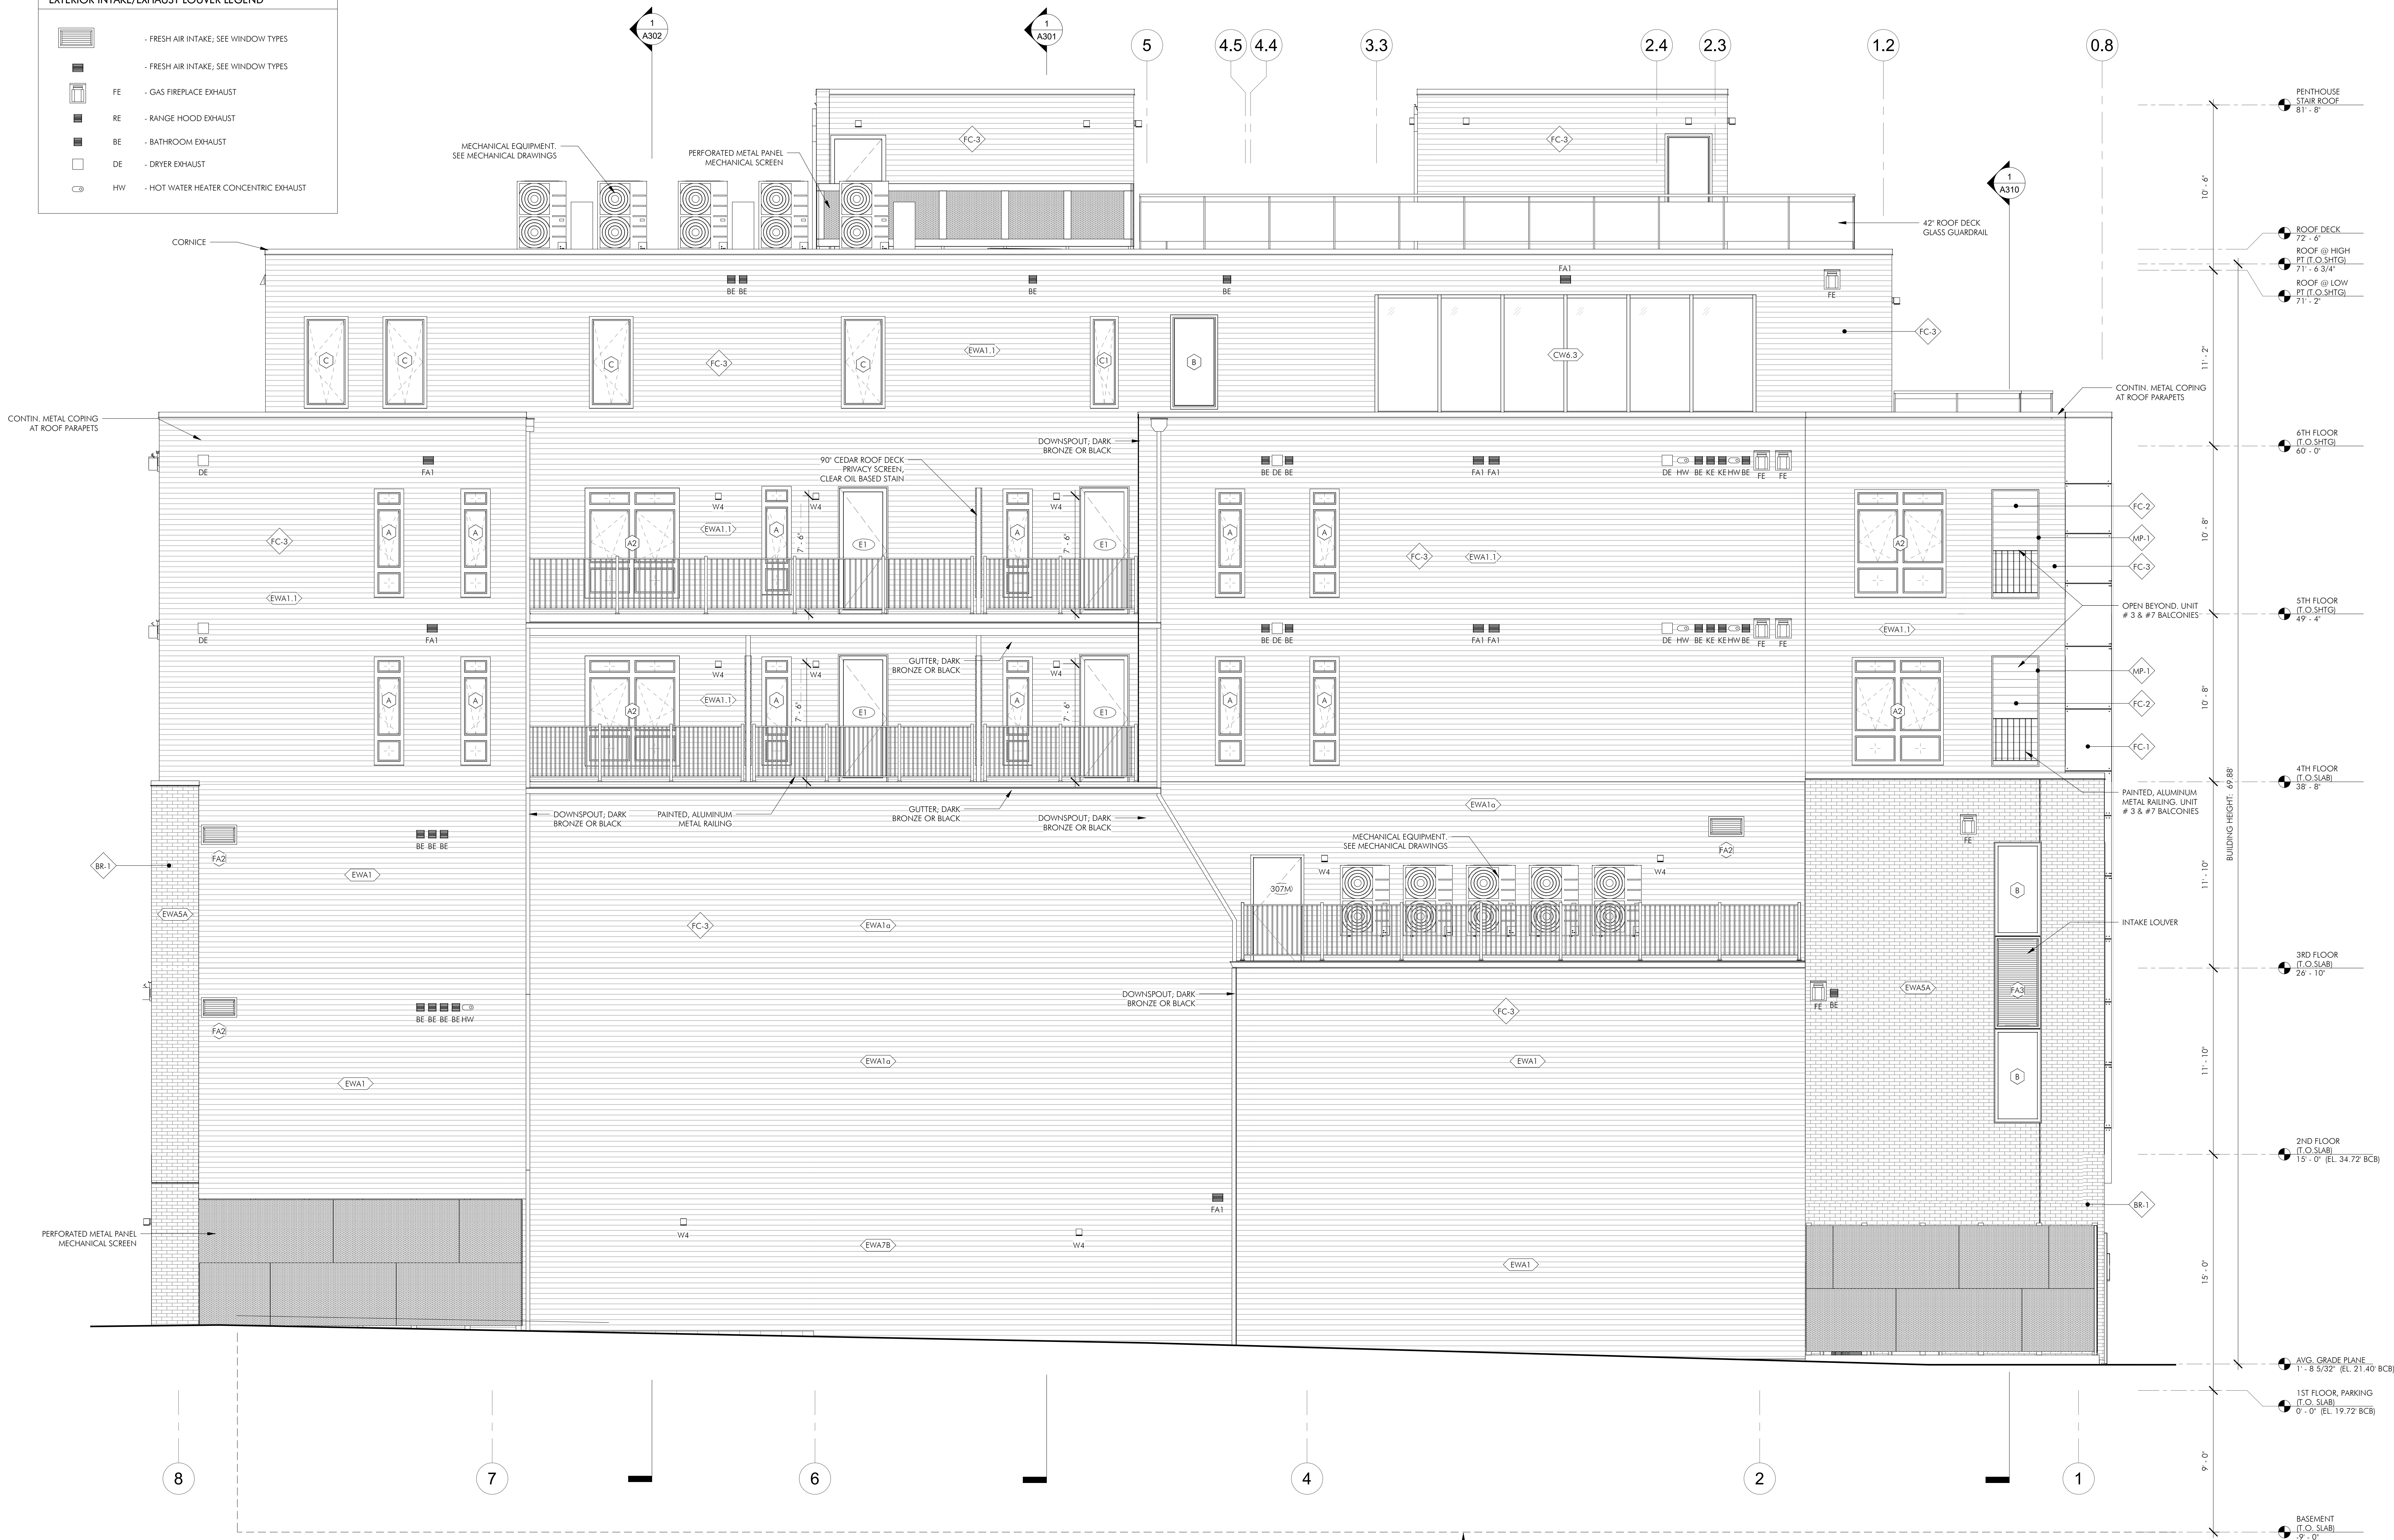 EXTERIOR INTAKE/EXHAUST LOUVER LEGEND
- FRESH AIR INTAKE; SEE WINDOW TYPES
- FRESH AIR INTAKE; SEE WINDOW TYPES
FE - GAS FIREPLACE EXHAUST
RE - RANGE HOOD EXHAUST
BE - BATHROOM EXHAUST
DE - DRYER EXHAUST
HW - HOT WATER HEATER CONCENTRIC EXHAUST
1
A302
1
A301
5
4.5
4.4
3.3
2.4
2.3
1.2
0.8
PENTHOUSE
STAIR ROOF
81' - 8"
FC-3
FC-3
MECHANICAL EQUIPMENT.
SEE MECHANICAL DRAWINGS
PERFORATED METAL PANEL
MECHANICAL SCREEN
1
A310
10' - 6"
42" ROOF DECK
GLASS GUARDRAIL
CORNICE
ROOF DECK
72' - 6"
ROOF @ HIGH
PT (T.O.SHTG)
71' - 6 3/4"
ROOF @ LOW
PT (T.O.SHTG)
71' - 2"
BE BE
BE
BE
FA1
FE
C
C
C
C
C1
B
FC-3
EWA1.1
CW6.3
FC-3
11' - 2"
CONTIN. METAL COPING
AT ROOF PARAPETS
CONTIN. METAL COPING
AT ROOF PARAPETS
6TH FLOOR
(T.O.SHTG)
60' - 0"
DOWNSPOUT; DARK
BRONZE OR BLACK
90" CEDAR ROOF DECK
PRIVACY SCREEN,
CLEAR OIL BASED STAIN
DE
FA1
BE DE BE
FA1 FA1
DE HW BE KE KE HW BE FE FE
W4
W4
W4
A
A
A2
EWA1.1
A
7' - 6"
E1
A
7' - 6"
E1
A
A
A2
FC-2
MP-1
FC-3
10' - 8"
FC-3
FC-3
EWA1.1
EWA1.1
OPEN BEYOND. UNIT
# 3 & #7 BALCONIES
5TH FLOOR
(T.O.SHTG)
49' - 4"
DE
FA1
BE DE BE
FA1 FA1
DE HW BE KE KE HW BE FE FE
EWA1.1
GUTTER; DARK
BRONZE OR BLACK
W4
W4
W4
A
A
A2
EWA1.1
A
7' - 6"
E1
A
7' - 6"
E1
A
A
A2
MP-1
FC-2
FC-1
10' - 8"
4TH FLOOR
(T.O.SLAB)
38' - 8"
DOWNSPOUT; DARK
BRONZE OR BLACK
PAINTED, ALUMINUM
METAL RAILING
GUTTER; DARK
BRONZE OR BLACK
DOWNSPOUT; DARK
BRONZE OR BLACK
EWA1a
PAINTED, ALUMINUM
METAL RAILING. UNIT
# 3 & #7 BALCONIES
BUILDING HEIGHT: 69.88'
MECHANICAL EQUIPMENT.
SEE MECHANICAL DRAWINGS
FA2
BE BE BE
FA2
FE
BR-1
EWA1
W4
307M
W4
B
11' - 10"
EWA5A
FC-3
EWA1a
INTAKE LOUVER
3RD FLOOR
(T.O.SLAB)
26' - 10"
DOWNSPOUT; DARK
BRONZE OR BLACK
EWA5A
FA3
FE
BE
FA2
BE BE BE BE HW
FC-3
EWA1
EWA1a
EWA1
B
11' - 10"
2ND FLOOR
(T.O.SLAB)
15' - 0" (EL. 34.72' BCB)
BR-1
FA1
PERFORATED METAL PANEL
MECHANICAL SCREEN
W4
W4
EWA7B
EWA1
15' - 0"
AVG. GRADE PLANE
1' - 8 5/32" (EL. 21.40' BCB)
1ST FLOOR, PARKING
(T.O. SLAB)
0' - 0" (EL. 19.72' BCB)
8
7
6
4
2
1
9' - 0"
BASEMENT
(T.O. SLAB)
-9' - 0"